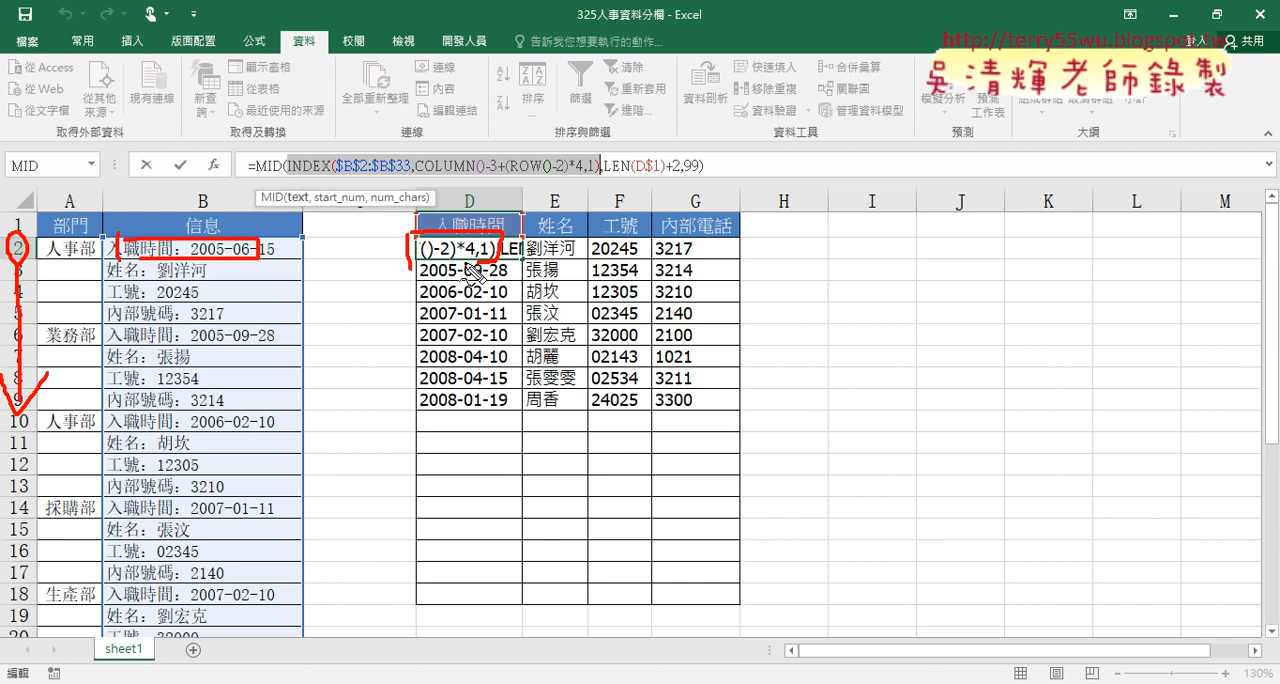 325人事資料分欄 - Excel
檔案 常用 插入 版面配置 公式 資料 校閱 檢視 開發人員 告訴我您想要執行的動作... 登入 共用
http://terry55wu.blogspot.tw
吳清輝老師錄製
從 Access 從 Web 從文字檔 從其他來源 現有連線 取得外部資料
新查詢 顯示查詢 從表格 最近使用的來源 取得及轉換
全部重新整理 連線 內容 編輯連結 連線
排序 篩選 清除 重新套用 進階... 排序與篩選
資料剖析 快速填入 移除重複 資料驗證 合併彙算 關聯圖 管理資料模型 資料工具
模擬分析 預測工作表 預測
大綱
MID =MID(INDEX($B$2:$B$33,COLUMN()-3+(ROW()-2)*4,1),LEN(D$1)+2,99)
MID(text, start_num, num_chars)
A B D E F G H I J K L M
1 部門 信息 入職時間 姓名 工號 內部電話
2 人事部 入職時間：2005-06-15 ()-2)*4,1),LEN 劉洋河 20245 3217
3 姓名：劉洋河 2005-09-28 張揚 12354 3214
4 工號：20245 2006-02-10 胡坎 12305 3210
5 內部號碼：3217 2007-01-11 張汶 02345 2140
6 業務部 入職時間：2005-09-28 2007-02-10 劉宏克 32000 2100
7 姓名：張揚 2008-04-10 胡麗 02143 1021
8 工號：12354 2008-04-15 張雯雯 02534 3211
9 內部號碼：3214 2008-01-19 周香 24025 3300
10 人事部 入職時間：2006-02-10
11 姓名：胡坎
12 工號：12305
13 內部號碼：3210
14 採購部 入職時間：2007-01-11
15 姓名：張汶
16 工號：02345
17 內部號碼：2140
18 生產部 入職時間：2007-02-10
19 姓名：劉宏克
20 工號：32000
sheet1
編輯 130%